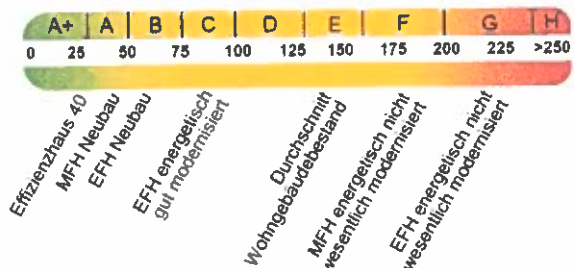 A+ A B C D E F G H
0 25 50 75 100 125 150 175 200 225 >250
Effizienzhaus 40
MFH Neubau
EFH Neubau
EFH energetisch
gut modernisiert
Durchschnitt
Wohngebäudebestand
MFH energetisch nicht
wesentlich modernisiert
EFH energetisch nicht
wesentlich modernisiert